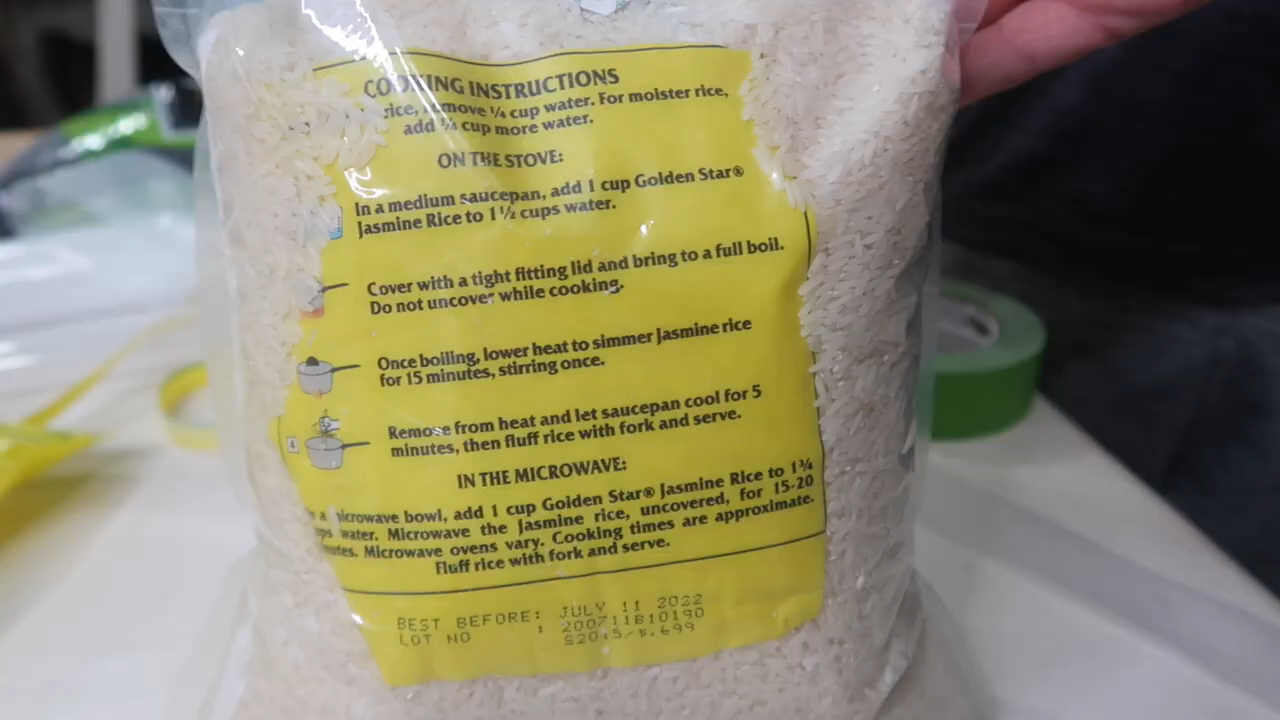 COOKING INSTRUCTIONS
rice, remove ¼ cup water. For moister rice,
add ¼ cup more water.
ON THE STOVE:
In a medium saucepan, add 1 cup Golden Star®
Jasmine Rice to 1½ cups water.
Cover with a tight fitting lid and bring to a full boil.
Do not uncover while cooking.
Once boiling, lower heat to simmer Jasmine rice
for 15 minutes, stirring once.
4
Remove from heat and let saucepan cool for 5
minutes, then fluff rice with fork and serve.
IN THE MICROWAVE:
a microwave bowl, add 1 cup Golden Star® Jasmine Rice to 1¾
water. Microwave the Jasmine rice, uncovered, for 15-20
Microwave ovens vary. Cooking times are approximate.
Fluff rice with fork and serve.
BEST BEFORE: JULY 11 2022
LOT NO : 200711B10190